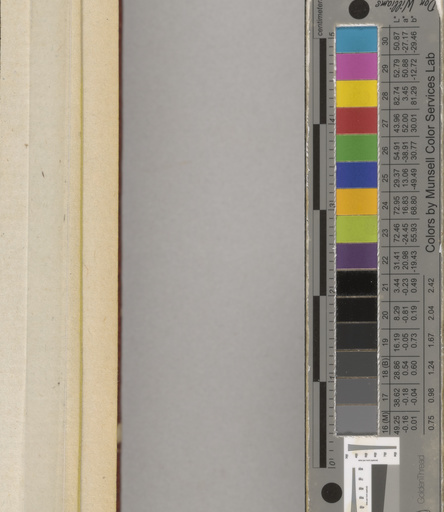 centimeters
Don Williams
L* 50.87 52.79 82.74 43.96 54.91 29.37 72.95 72.46 31.41 3.44 8.29 16.19 28.86 38.62 49.25
a* -27.17 50.88 3.45 52.00 -38.91 13.06 16.83 -24.45 20.98 -0.23 -0.81 -0.05 0.54 -0.18 -0.16
b* -29.46 -12.72 81.29 30.01 30.77 -49.49 68.80 55.93 -19.43 0.49 0.19 0.73 0.60 -0.04 0.01
30 29 28 27 26 25 24 23 22 21 20 19 18 (B) 17 16 (M)
0.75 0.98 1.24 1.67 2.04 2.42
Colors by Munsell Color Services Lab
Golden Thread